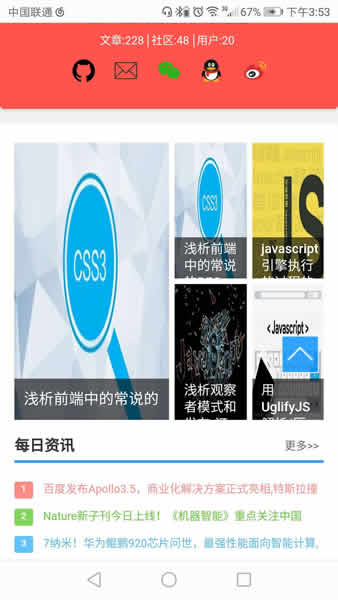 中国联通
67%
下午3:53
文章:228 | 社区:48 | 用户:20
CSS3
浅析前端中的常说的
CSS3
浅析前端
中的常说
javascript
引擎执行
JS
浅析观察
者模式和
<Javascript>
用
UglifyJS
每日资讯
更多>>
1 百度发布Apollo3.5，商业化解决方案正式亮相,特斯拉撞
2 Nature新子刊今日上线！《机器智能》重点关注中国
3 7纳米！华为鲲鹏920芯片问世，最强性能面向智能计算,